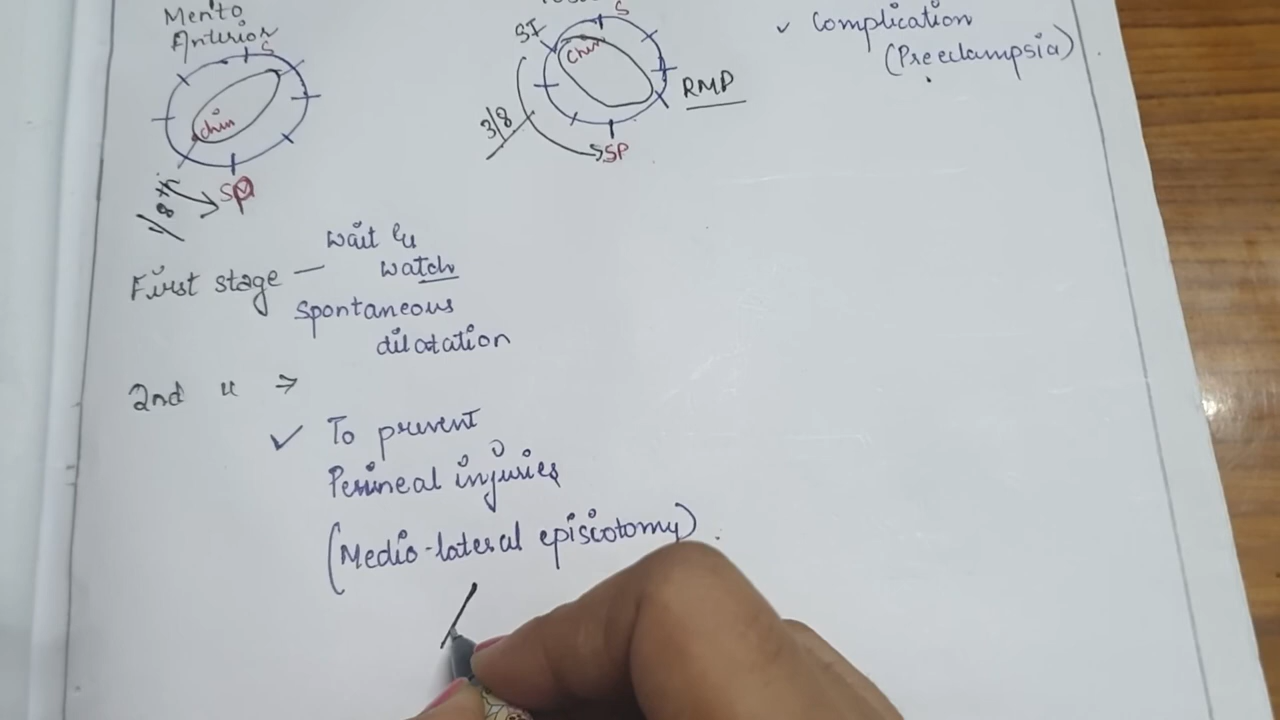 Mento
Anterior
S
chin
1/8th
SP
S
SI
Chin
3/8
RMP
SP
✓ Complication
(Preeclampsia)
First stage — wait &
watch
spontaneous
dilatation
2nd " ⇒
✓ To prevent
Perineal injuries
(Medio-lateral episiotomy)